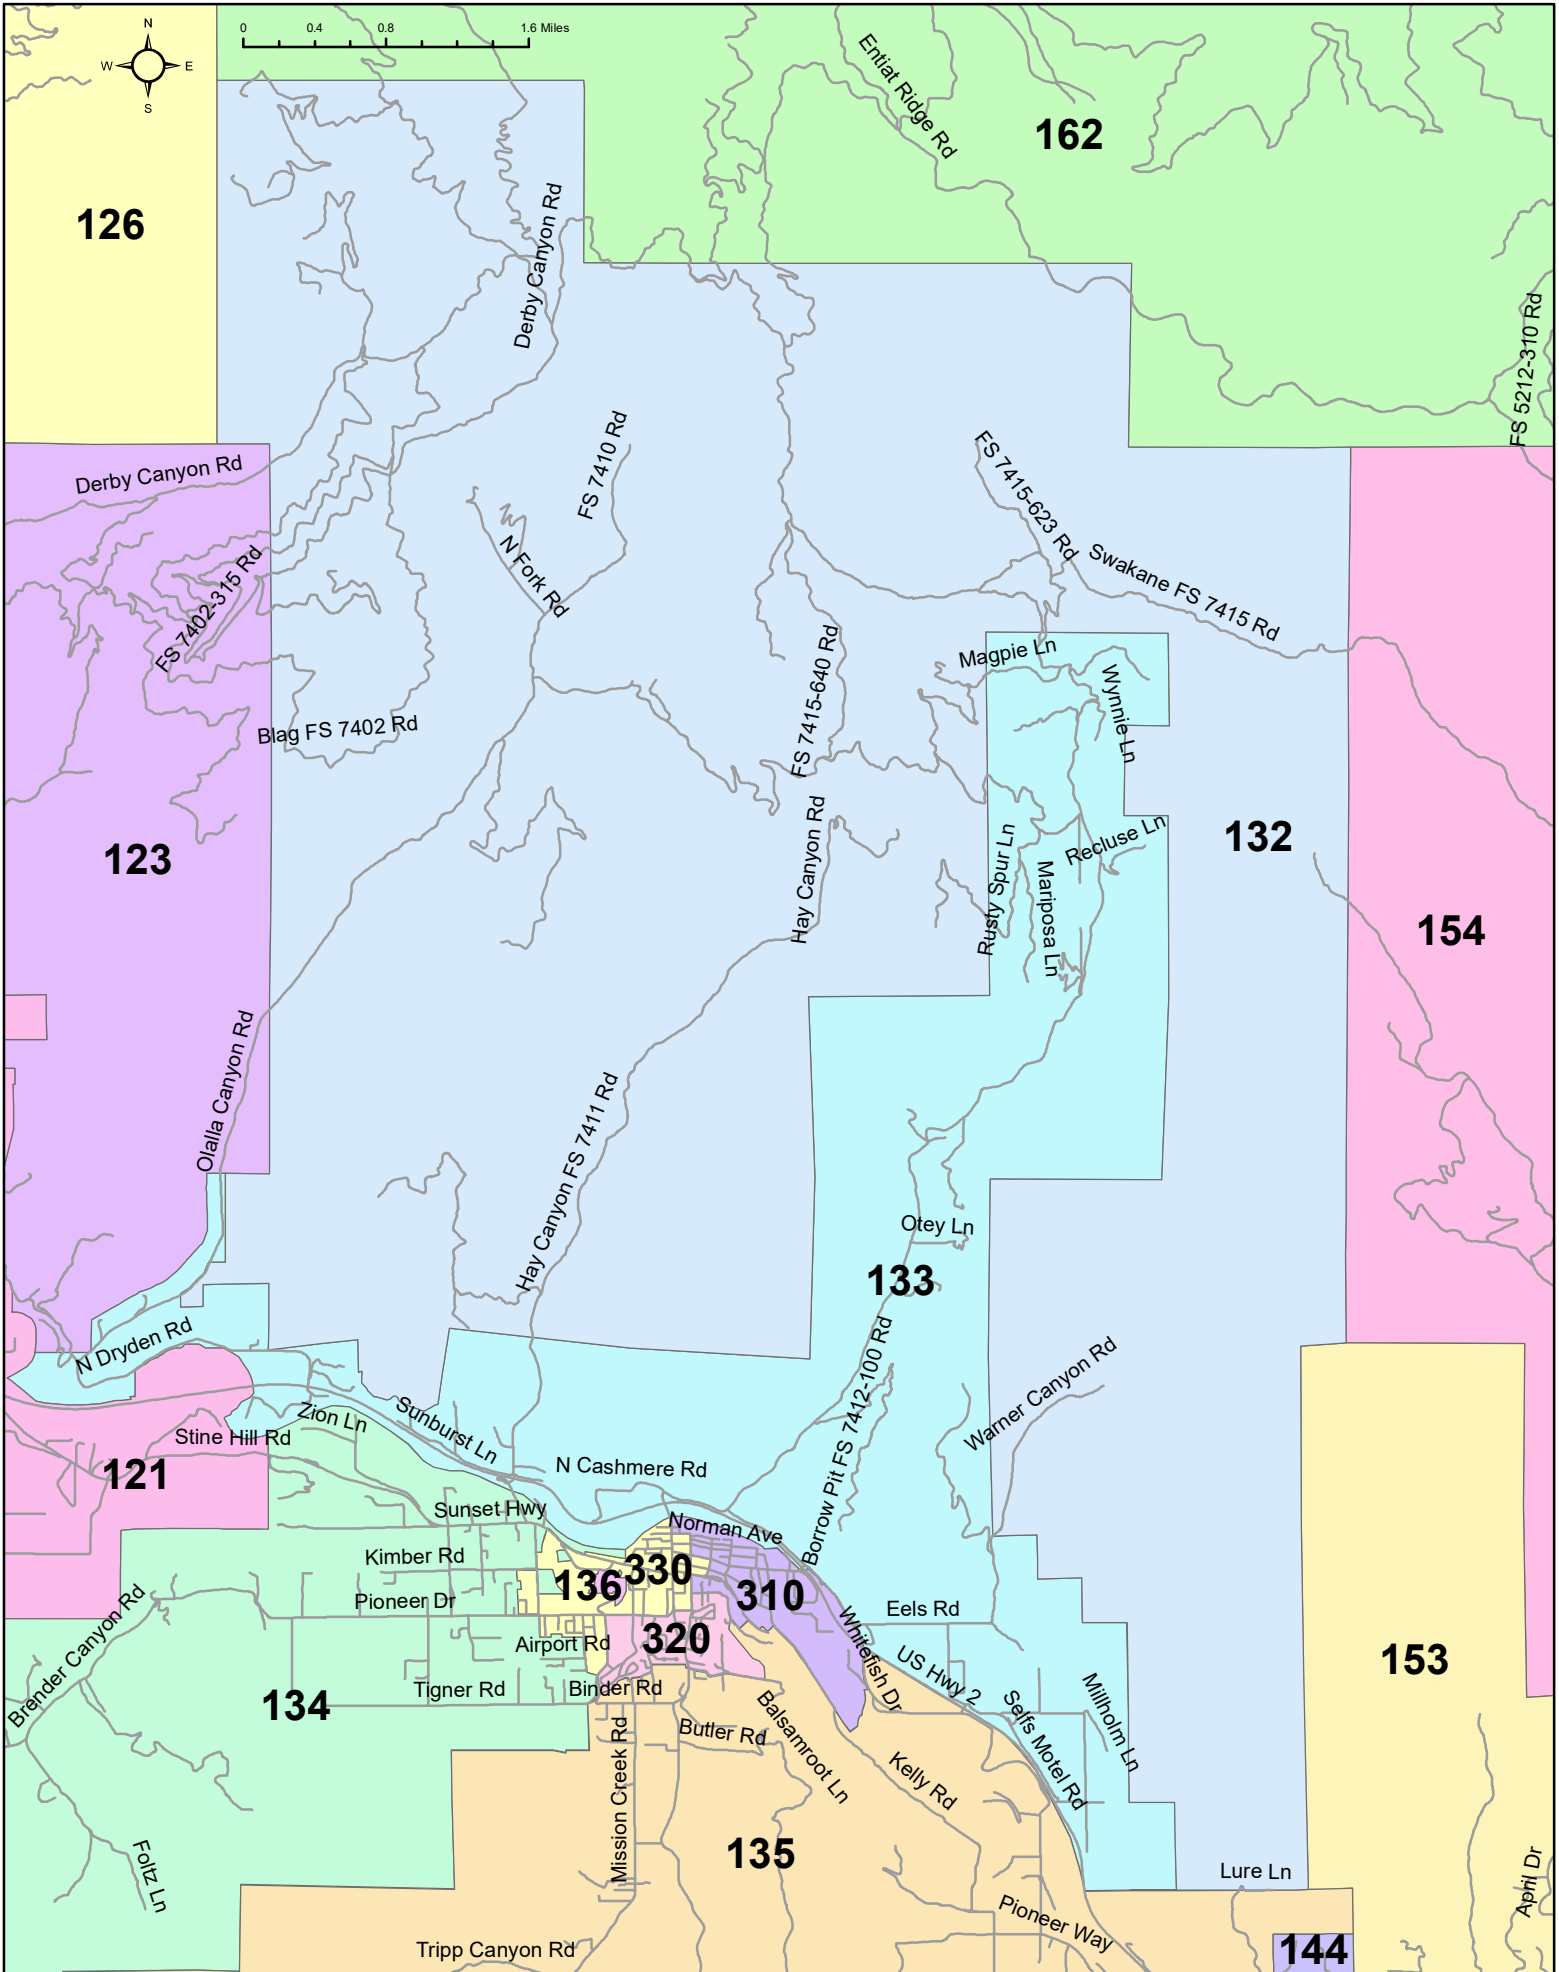 0 0.4 0.8 1.6 Miles
N
W E
S
Entiat Ridge Rd
162
126
Derby Canyon Rd
FS 5212-310 Rd
Derby Canyon Rd
FS 7410 Rd
FS 7415-623 Rd
N Fork Rd
Swakane FS 7415 Rd
FS 7402-315 Rd
Magpie Ln
FS 7415-640 Rd
Wynnie Ln
Blag FS 7402 Rd
132
123
Hay Canyon Rd
Recluse Ln
Rusty Spur Ln
Mariposa Ln
154
Olalla Canyon Rd
Hay Canyon FS 7411 Rd
Otey Ln
133
N Dryden Rd
Borrow Pit FS 7412-100 Rd
Warner Canyon Rd
Zion Ln
Sunburst Ln
Stine Hill Rd
121
N Cashmere Rd
Sunset Hwy
Norman Ave
Kimber Rd
136
330
310
Pioneer Dr
Brender Canyon Rd
Eels Rd
Whitefish Dr
Airport Rd
320
US Hwy 2
153
Tigner Rd
Binder Rd
134
Selfs Motel Rd
Millholm Ln
Butler Rd
Balsamroot Ln
Mission Creek Rd
Kelly Rd
135
Foltz Ln
Lure Ln
April Dr
Pioneer Way
Tripp Canyon Rd
144